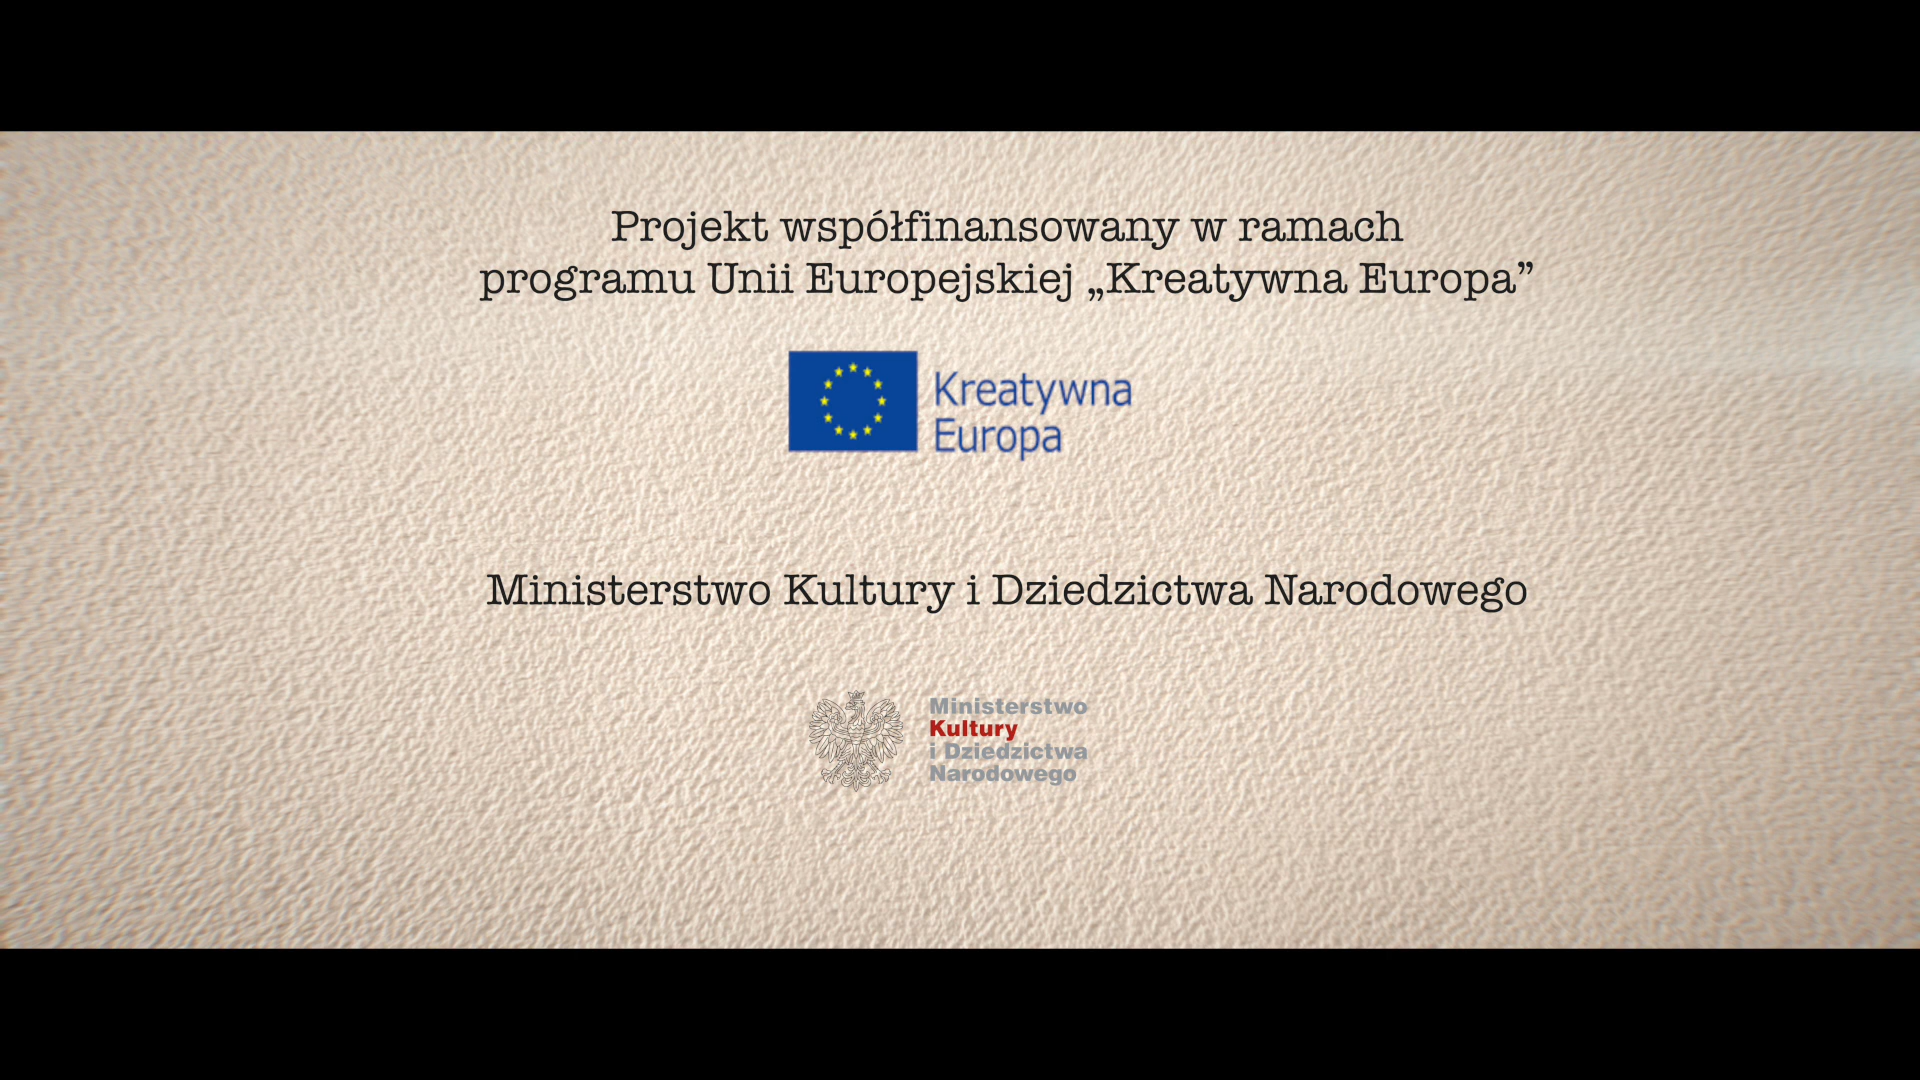 Projekt współfinansowany w ramach
programu Unii Europejskiej „Kreatywna Europa”
Kreatywna
Europa
Ministerstwo Kultury i Dziedzictwa Narodowego
Ministerstwo
Kultury
i Dziedzictwa
Narodowego